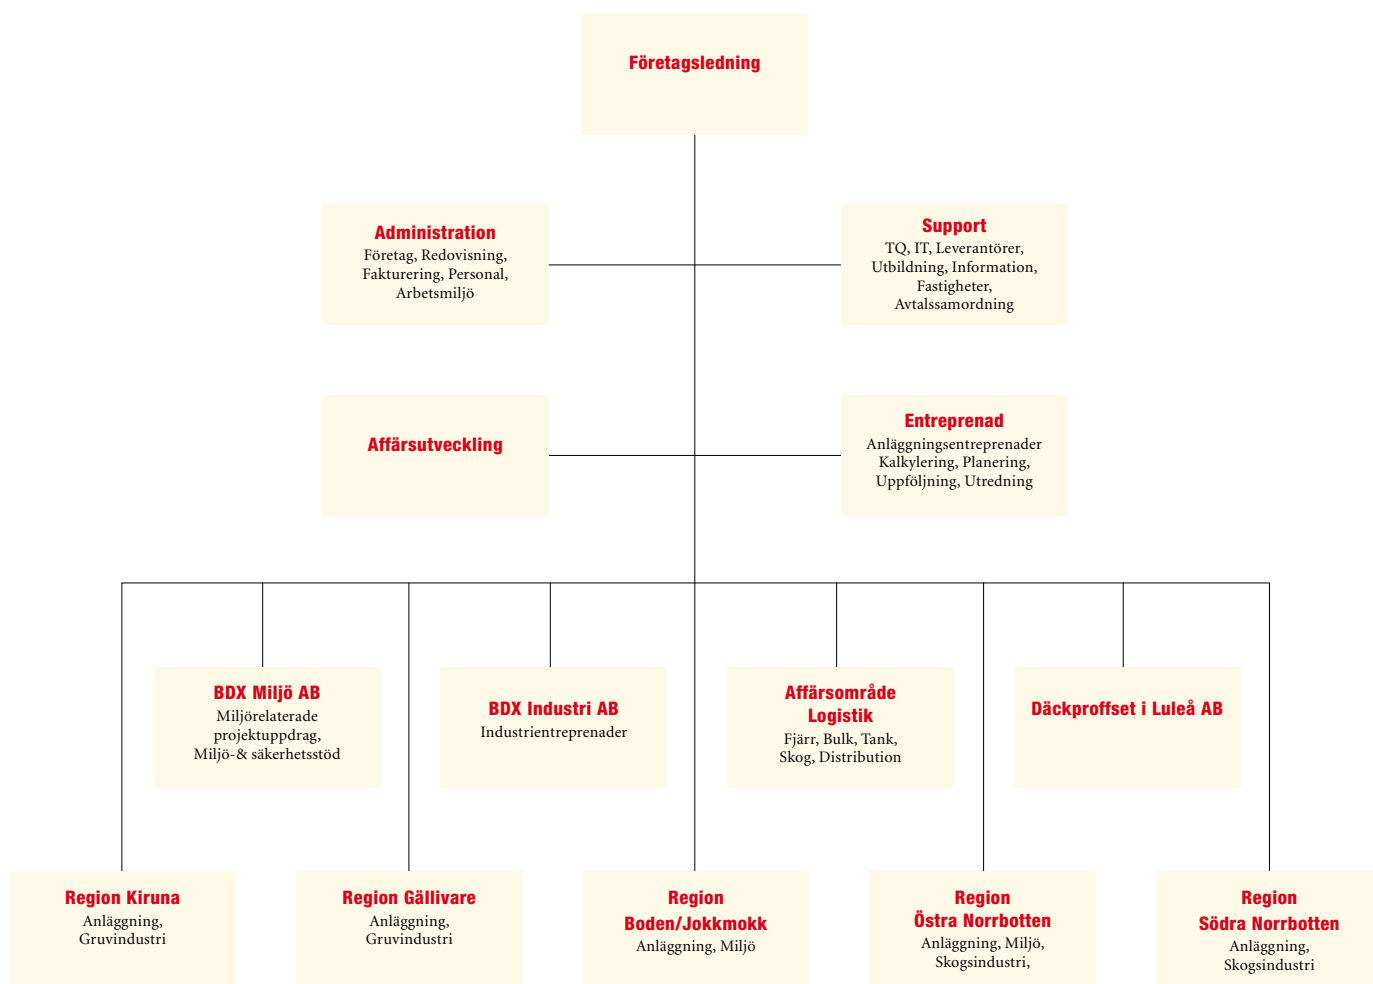 Företagsledning
Administration
Företag, Redovisning,
Fakturering, Personal,
Arbetsmiljö
Support
TQ, IT, Leverantörer,
Utbildning, Information,
Fastigheter,
Avtalssamordning
Affärsutveckling
Entreprenad
Anläggningsentreprenader
Kalkylering, Planering,
Uppföljning, Utredning
BDX Miljö AB
Miljörelaterade
projektuppdrag,
Miljö-& säkerhetsstöd
BDX Industri AB
Industrientreprenader
Affärsområde
Logistik
Fjärr, Bulk, Tank,
Skog, Distribution
Däckproffset i Luleå AB
Region Kiruna
Anläggning,
Gruvindustri
Region Gällivare
Anläggning,
Gruvindustri
Region
Boden/Jokkmokk
Anläggning, Miljö
Region
Östra Norrbotten
Anläggning, Miljö,
Skogsindustri,
Region
Södra Norrbotten
Anläggning,
Skogsindustri